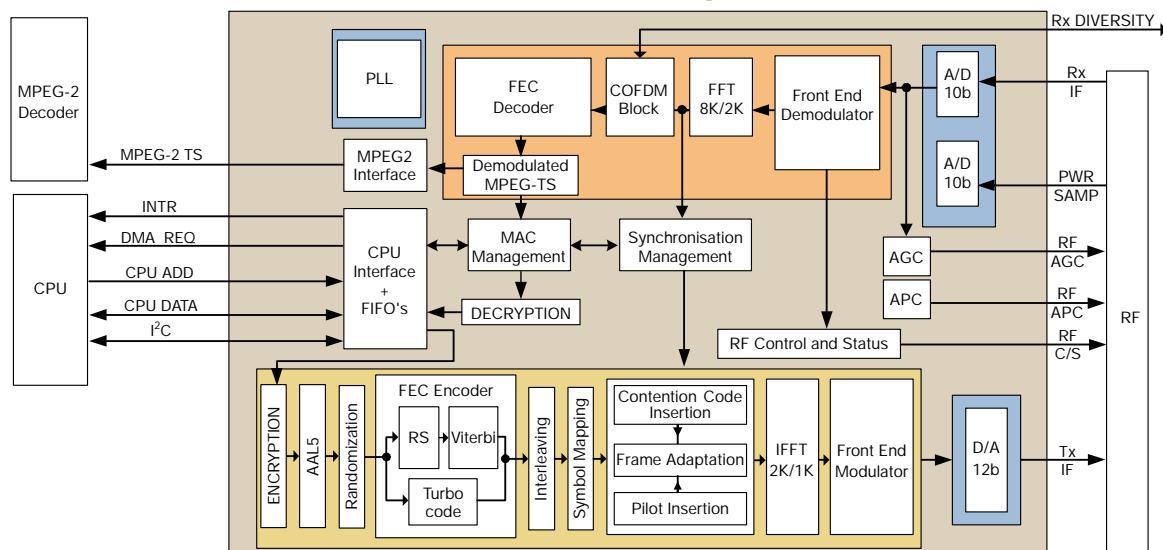 Rx DIVERSITY
MPEG-2
Decoder
PLL
FEC
Decoder
COFDM
Block
FFT
8K/2K
Front End
Demodulator
A/D
10b
Rx
IF
MPEG-2 TS
MPEG2
Interface
Demodulated
MPEG-TS
A/D
10b
PWR
SAMP
CPU
INTR
DMA REQ
CPU ADD
CPU DATA
I²C
CPU
Interface
+
FIFO's
MAC
Management
Synchronisation
Management
DECRYPTION
AGC
RF
AGC
APC
RF
APC
RF Control and Status
RF
C/S
RF
ENCRYPTION
AAL5
Randomization
FEC Encoder
RS
Viterbi
Turbo
code
Interleaving
Symbol Mapping
Contention Code
Insertion
Frame Adaptation
Pilot Insertion
IFFT
2K/1K
Front End
Modulator
D/A
12b
Tx
IF